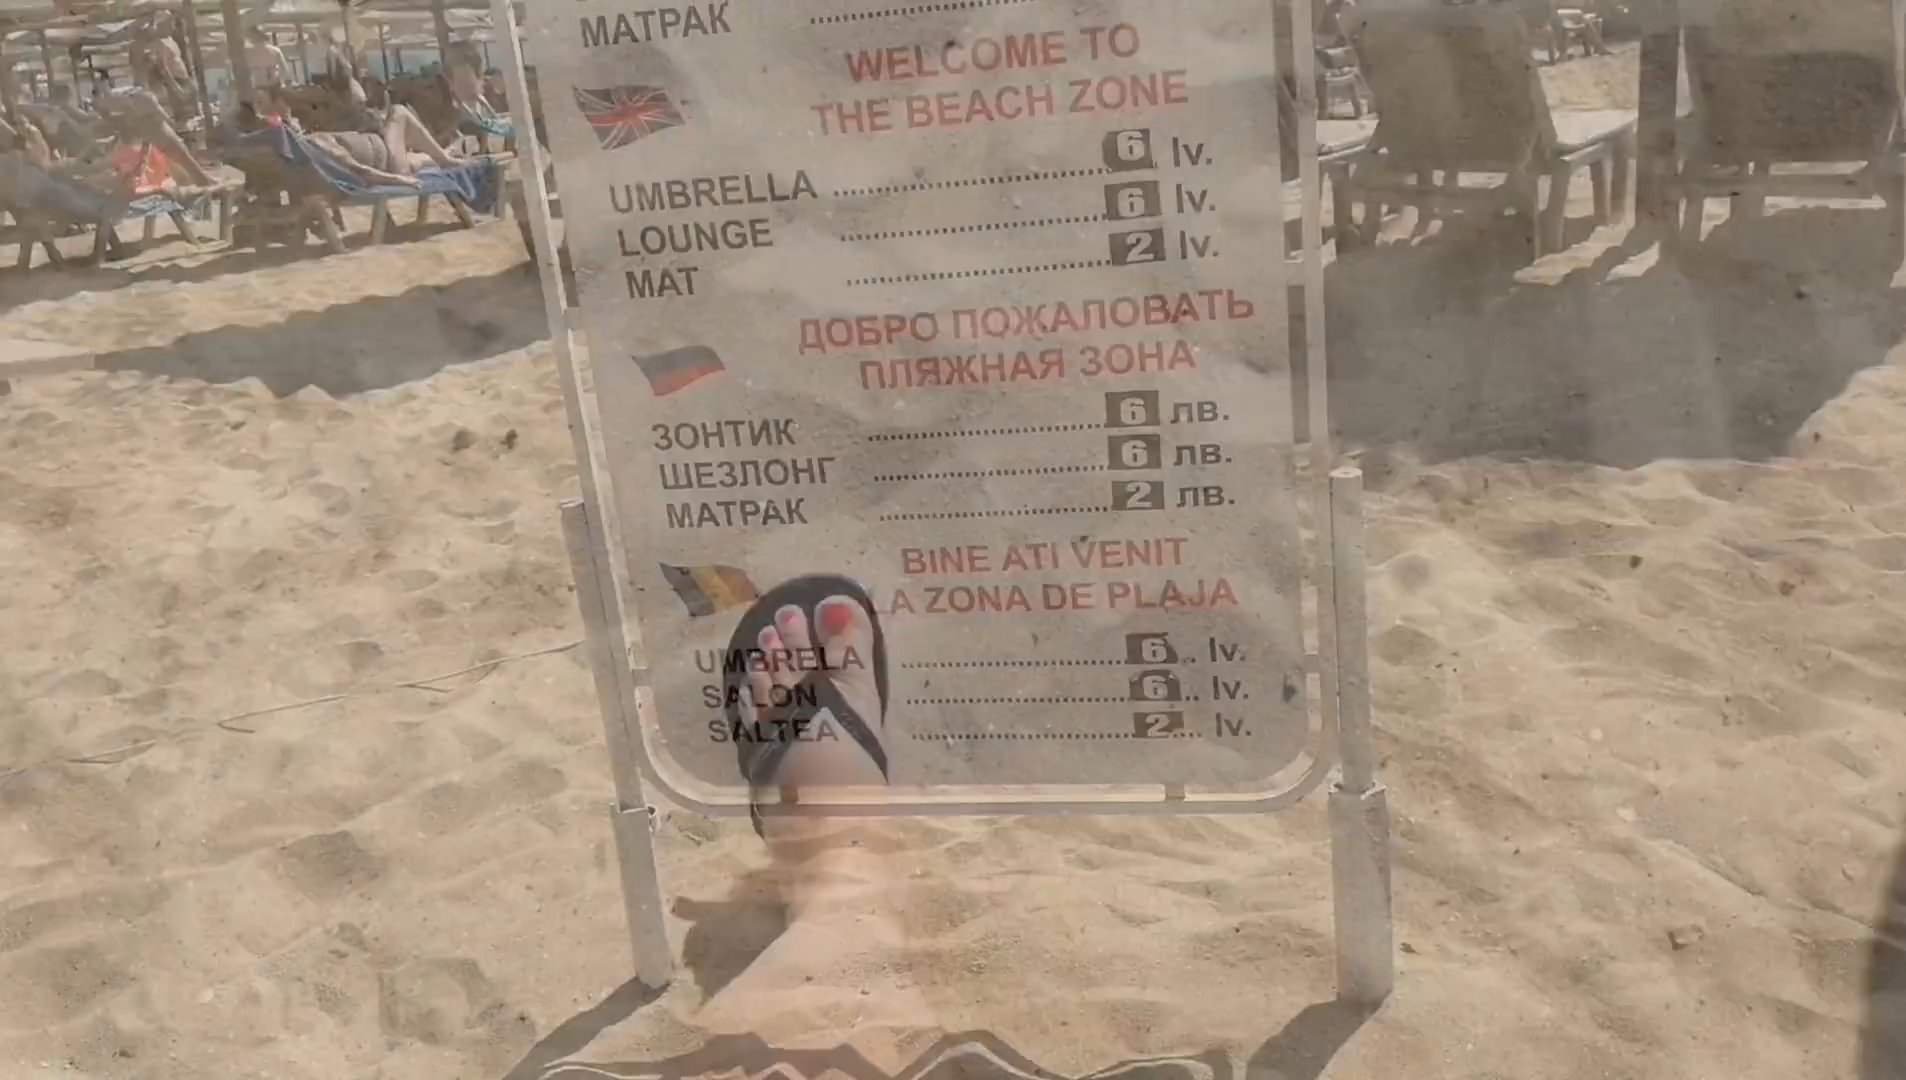 МАТРАК
WELCOME TO
THE BEACH ZONE
UMBRELLA ........................ 6 lv.
LOUNGE ........................ 6 lv.
MAT ........................ 2 lv.
ДОБРО ПОЖАЛОВАТЬ
ПЛЯЖНАЯ ЗОНА
ЗОНТИК ........................ 6 лв.
ШЕЗЛОНГ ........................ 6 лв.
МАТРАК ........................ 2 лв.
BINE ATI VENIT
LA ZONA DE PLAJA
UMBRELA ........................ 6 lv.
SALON ........................ 6 lv.
SALTEA ........................ 2 lv.